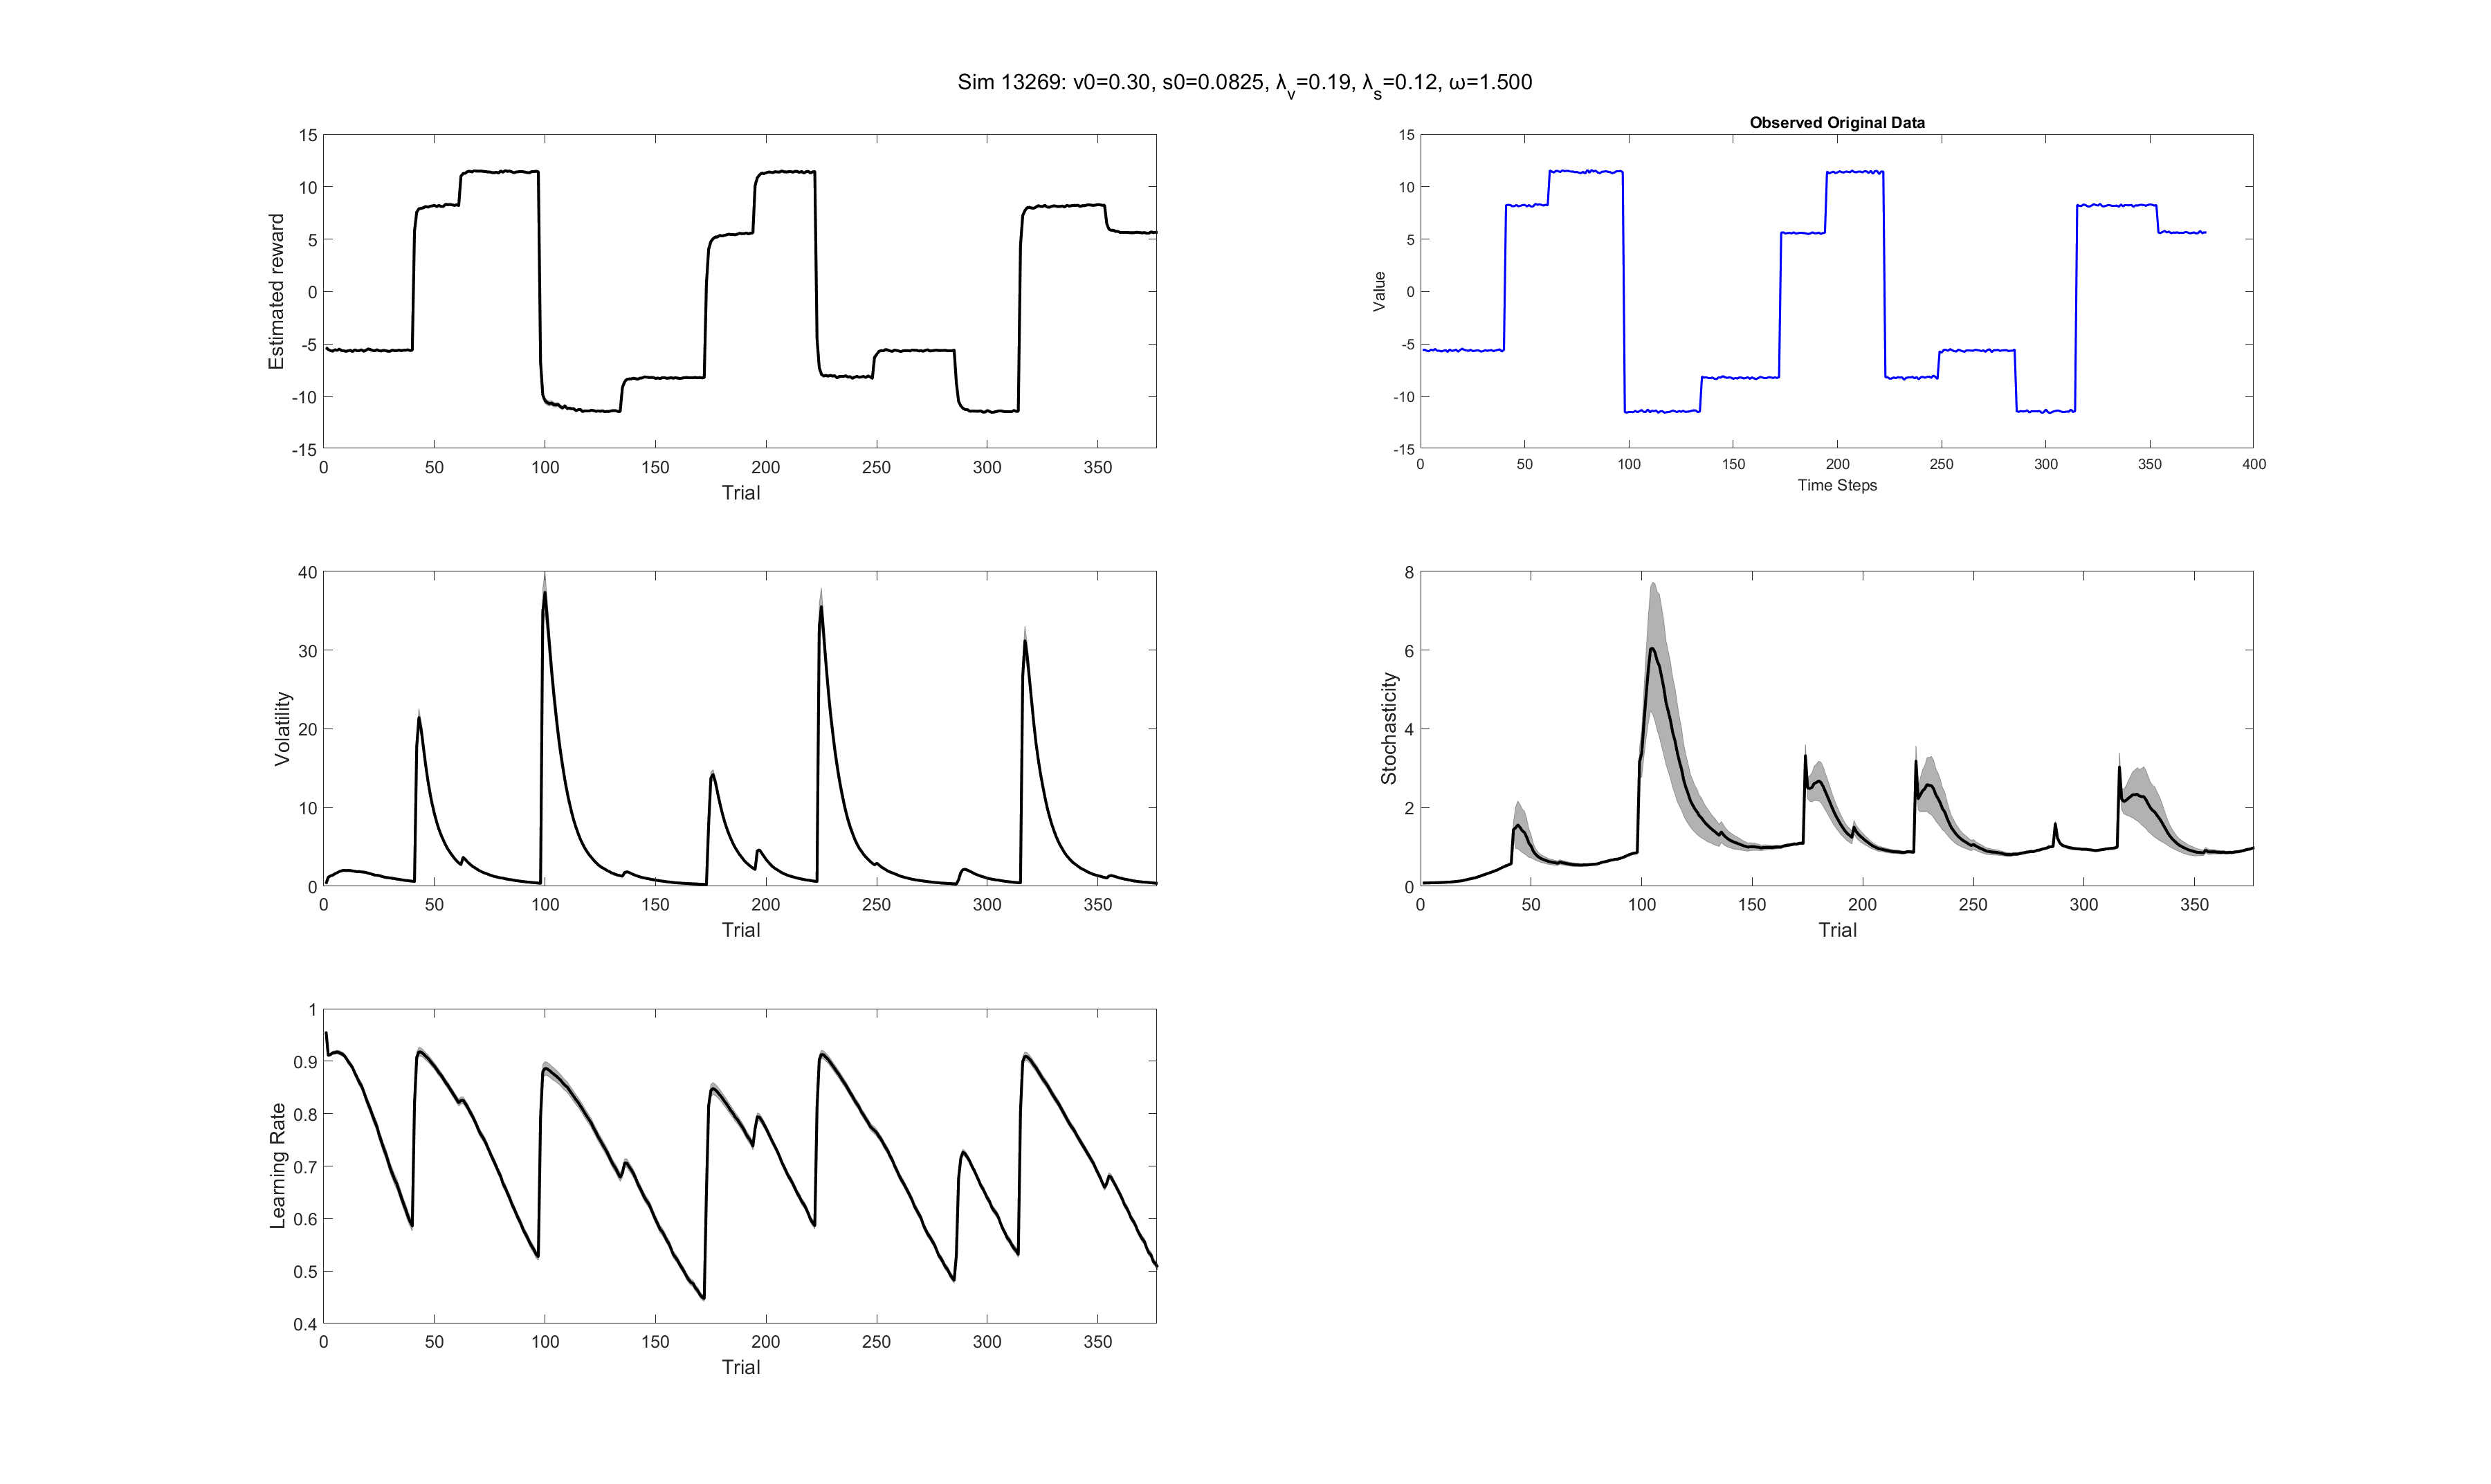 Sim 13269: v0=0.30, s0=0.0825, λv=0.19, λs=0.12, ω=1.500
15
10
5
0
-5
-10
-15
Estimated reward
0 50 100 150 200 250 300 350
Trial
Observed Original Data
15
10
5
0
-5
-10
-15
Value
0 50 100 150 200 250 300 350 400
Time Steps
40
30
20
10
0
Volatility
0 50 100 150 200 250 300 350
Trial
8
6
4
2
0
Stochasticity
0 50 100 150 200 250 300 350
Trial
1
0.9
0.8
0.7
0.6
0.5
0.4
Learning Rate
0 50 100 150 200 250 300 350
Trial